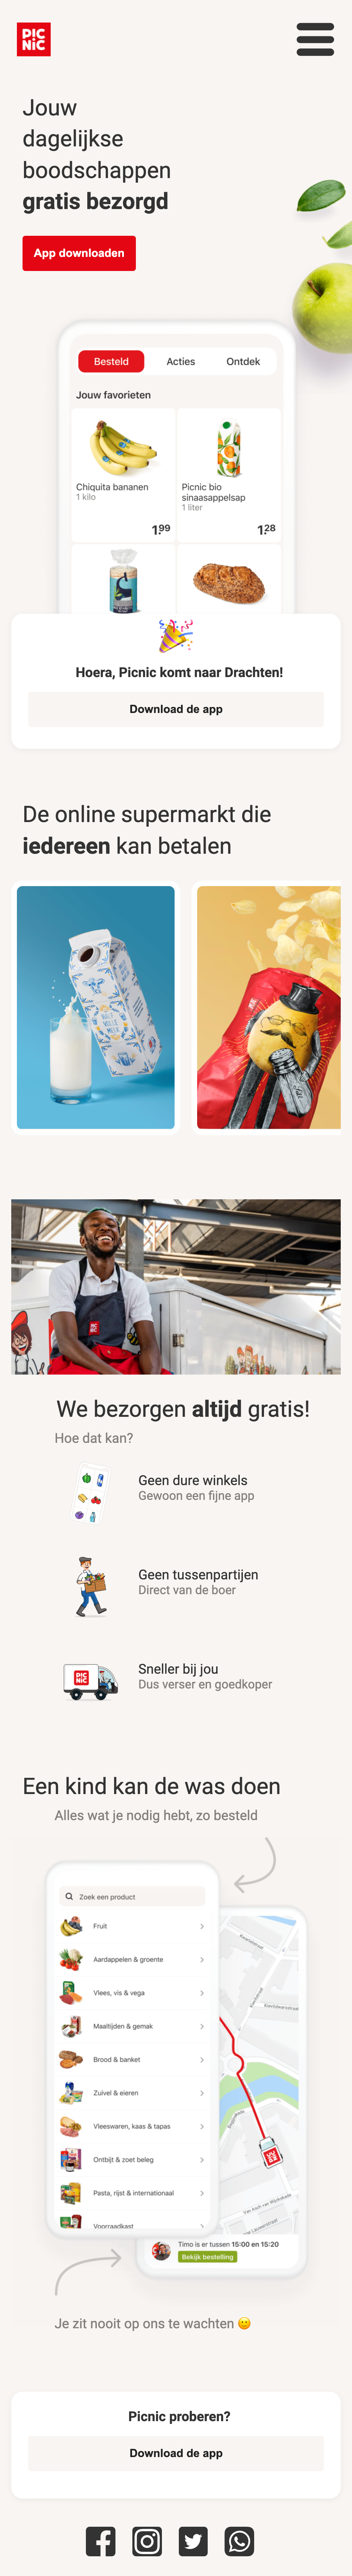 PIC
NIC
Jouw
dagelijkse
boodschappen
gratis bezorgd
App downloaden
Besteld Acties Ontdek
Jouw favorieten
Chiquita bananen
1 kilo
1.99
Picnic bio
sinaasappelsap
1 liter
1.28
Hoera, Picnic komt naar Drachten!
Download de app
De online supermarkt die
iedereen kan betalen
We bezorgen altijd gratis!
Hoe dat kan?
Geen dure winkels
Gewoon een fijne app
Geen tussenpartijen
Direct van de boer
PIC
NIC
Sneller bij jou
Dus verser en goedkoper
Een kind kan de was doen
Alles wat je nodig hebt, zo besteld
Zoek een product
Fruit
Aardappelen & groente
Vlees, vis & vega
Maaltijden & gemak
Brood & banket
Zuivel & eieren
Vleeswaren, kaas & tapas
Ontbijt & zoet beleg
Pasta, rijst & internationaal
Voorraadkast
Timo is er tussen 15:00 en 15:20
Bekijk bestelling
Je zit nooit op ons te wachten 🙂
Picnic proberen?
Download de app